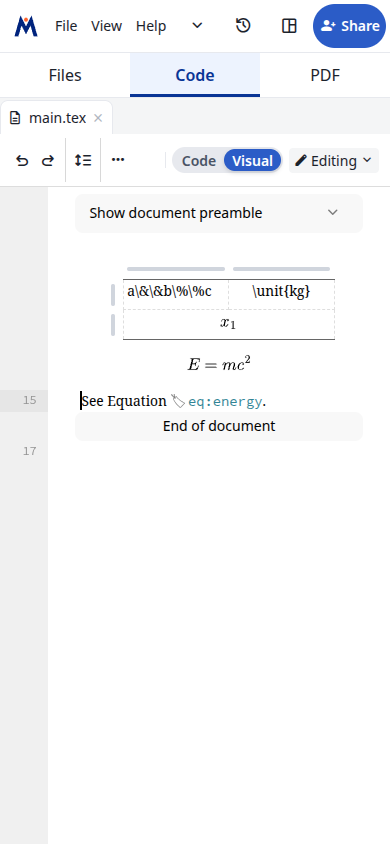 File View Help Share
Files Code PDF
main.tex
Code Visual Editing
Show document preamble
a\&\&b\%\%c \unit{kg}
x₁
E = mc²
15 See Equation eq:energy.
End of document
17